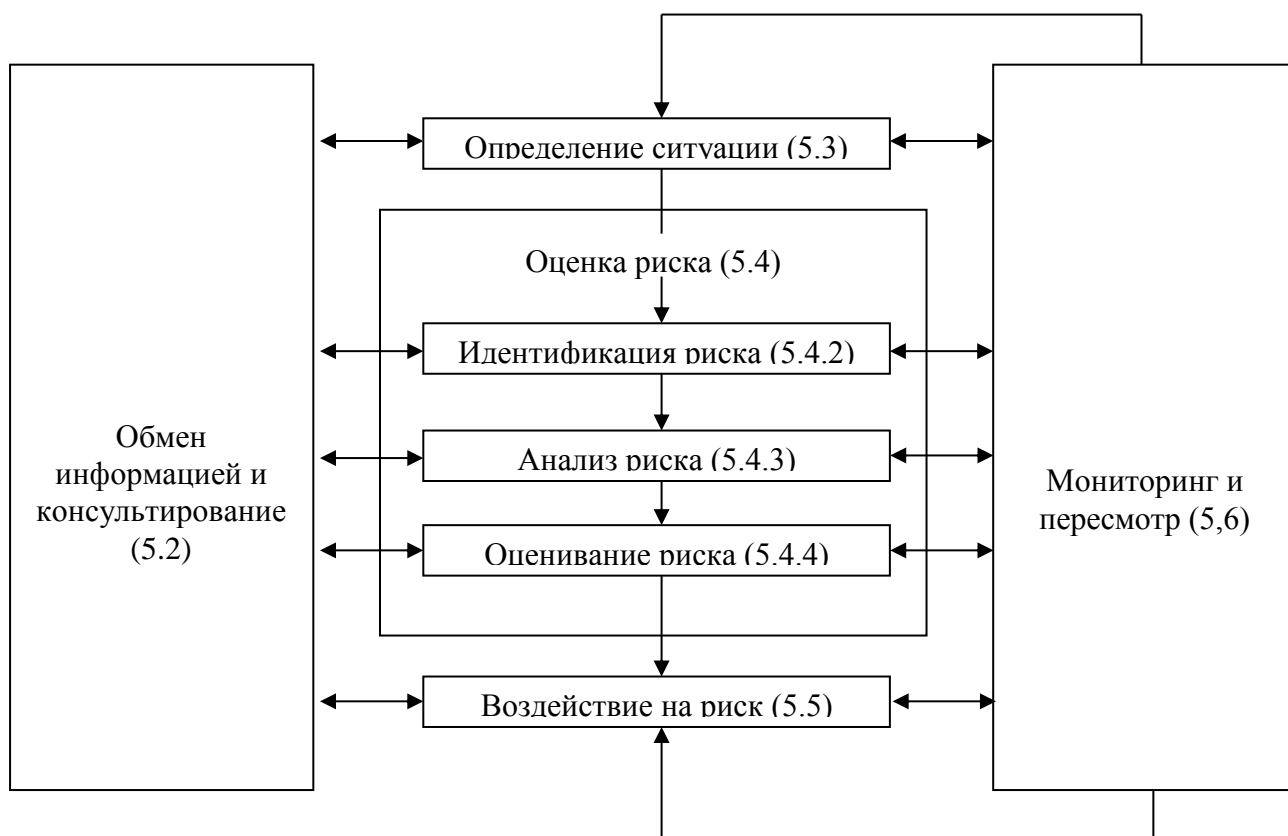 Определение ситуации (5.3)
Оценка риска (5.4)
Идентификация риска (5.4.2)
Анализ риска (5.4.3)
Оценивание риска (5.4.4)
Воздействие на риск (5.5)
Обмен
информацией и
консультирование
(5.2)
Мониторинг и
пересмотр (5,6)